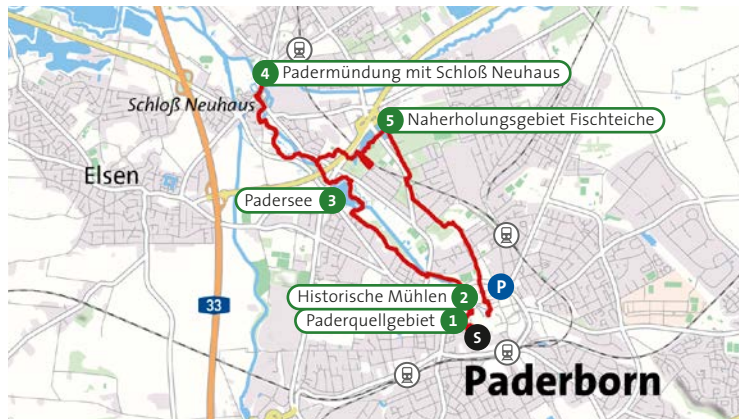 4 Padermündung mit Schloß Neuhaus
Schloß Neuhaus
5 Naherholungsgebiet Fischteiche
Elsen
Padersee 3
33
Historische Mühlen 2
P
Paderquellgebiet 1
S
Paderborn